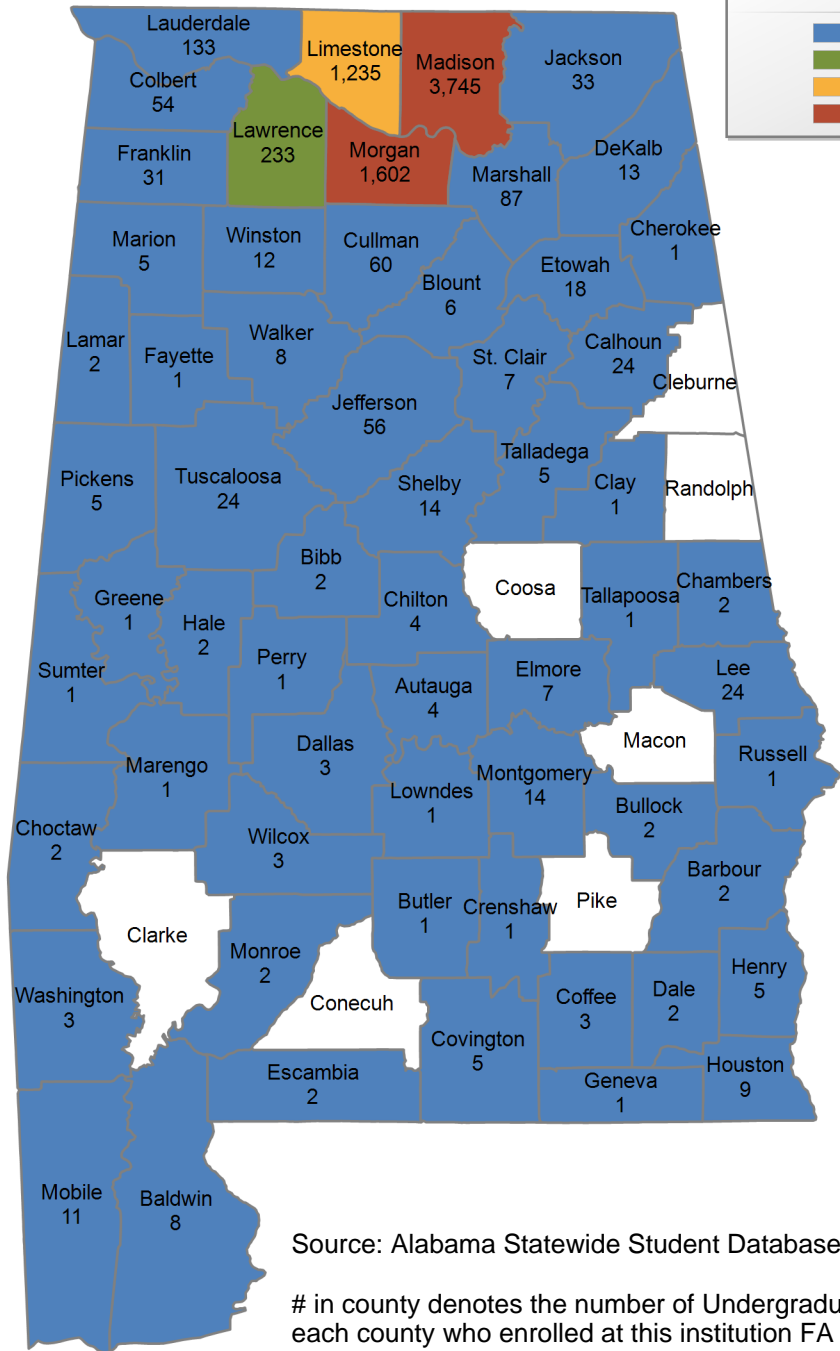 Lauderdale
133
Limestone
1,235
Madison
3,745
Jackson
33
Colbert
54
Lawrence
233
Morgan
1,602
Franklin
31
DeKalb
13
Marshall
87
Marion
5
Winston
12
Cullman
60
Cherokee
1
Etowah
18
Blount
6
Lamar
2
Fayette
1
Walker
8
St. Clair
7
Calhoun
24
Cleburne
Jefferson
56
Pickens
5
Tuscaloosa
24
Shelby
14
Talladega
5
Clay
1
Randolph
Bibb
2
Coosa
Chilton
4
Tallapoosa
1
Chambers
2
Greene
1
Hale
2
Perry
1
Sumter
1
Autauga
4
Elmore
7
Lee
24
Macon
Dallas
3
Marengo
1
Russell
1
Montgomery
14
Lowndes
1
Bullock
2
Choctaw
2
Wilcox
3
Barbour
2
Butler
1
Crenshaw
1
Pike
Clarke
Monroe
2
Henry
5
Washington
3
Conecuh
Coffee
3
Dale
2
Covington
5
Houston
9
Escambia
2
Geneva
1
Mobile
11
Baldwin
8
Source: Alabama Statewide Student Database
# in county denotes the number of Undergradu
each county who enrolled at this institution FA